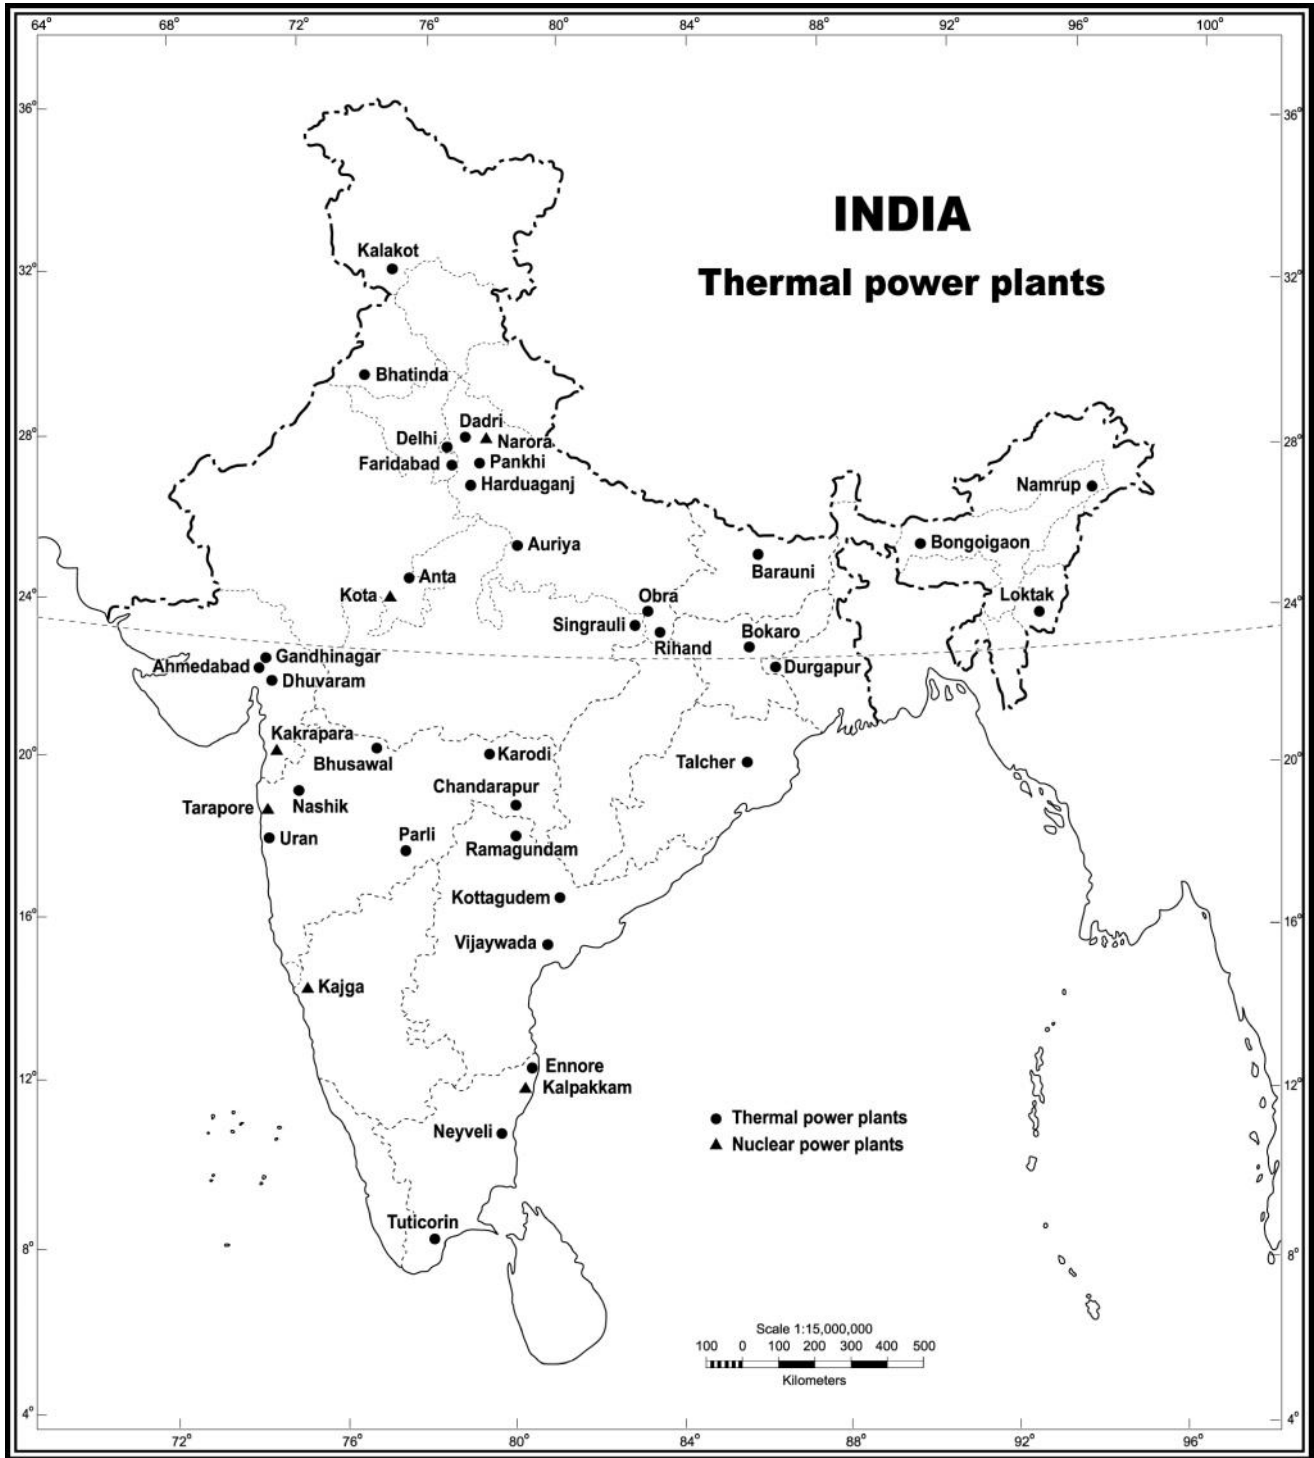 64° 72° 76° 84° 88° 92° 96° 100°
36° 36°
INDIA
Thermal power plants
Kalakot
32° 32°
Bhatinda
Dadri
28° Delhi Narora 28°
Faridabad Pankhi
Harduaganj Namrup
Auriya Bongoigaon
Barauni
Anta
24° Kota Obra Loktak 24°
Singrauli
Bokaro
Rihand
Gandhinagar
Ahmedabad Durgapur
Dhuvaram
Kakrapara
20° Karodi 20°
Bhusawal Talcher
Chandarapur
Tarapore Nashik
Uran Parli
Ramagundam
Kottagudem
16° 16°
Vijaywada
Kajga
Ennore
12° Kalpakkam 12°
Thermal power plants
Neyveli Nuclear power plants
Tuticorin
8° 8°
Scale 1:15,000,000
100 0 100 200 300 400 500
Kilometers
4° 4°
72° 76° 80° 84° 88° 92° 96°